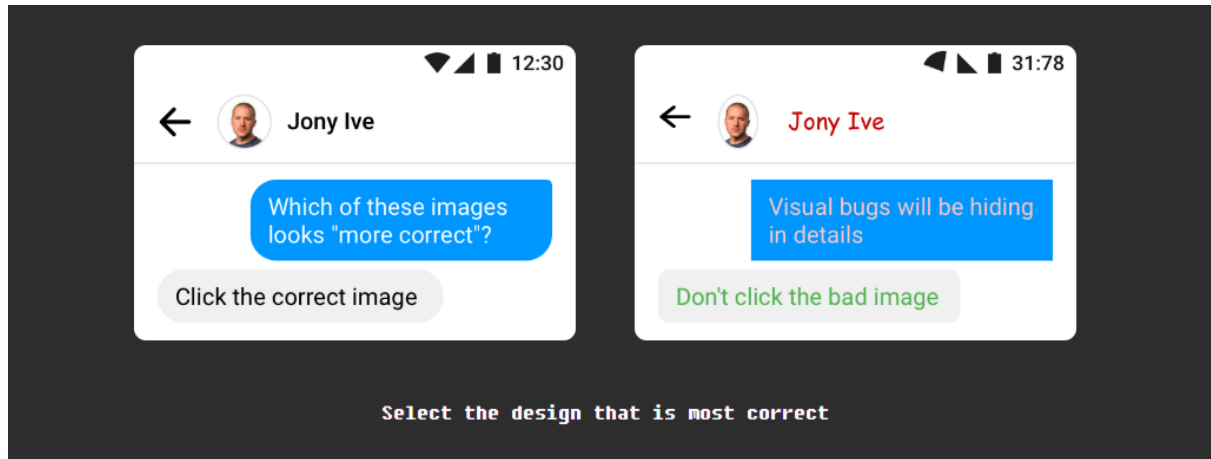 12:30
Jony Ive
Which of these images
looks "more correct"?
Click the correct image
31:78
Jony Ive
Visual bugs will be hiding
in details
Don't click the bad image
Select the design that is most correct